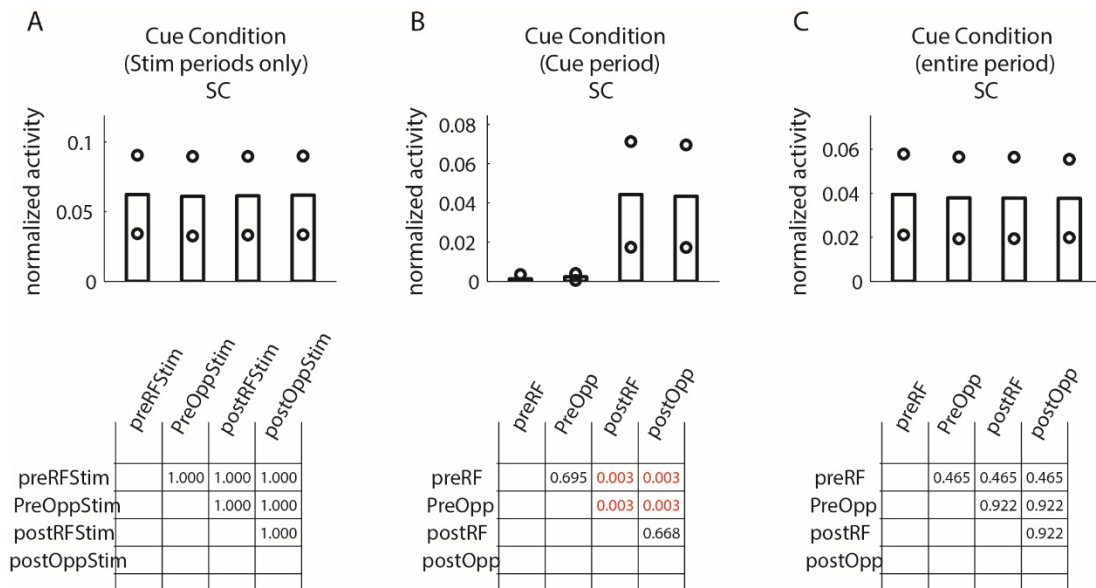 A
Cue Condition
(Stim periods only)
SC
normalized activity
0.1
0.05
0
preRFStim
PreOppStim
postRFStim
postOppStim
preRFStim 1.000 1.000 1.000
PreOppStim 1.000 1.000
postRFStim 1.000
postOppStim
B
Cue Condition
(Cue period)
SC
normalized activity
0.08
0.06
0.04
0.02
0
preRF
PreOpp
postRF
postOpp
preRF 0.695 0.003 0.003
PreOpp 0.003 0.003
postRF 0.668
postOpp
C
Cue Condition
(entire period)
SC
normalized activity
0.06
0.04
0.02
0
preRF
PreOpp
postRF
postOpp
preRF 0.465 0.465 0.465
PreOpp 0.922 0.922
postRF 0.922
postOpp